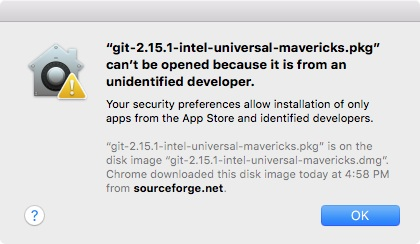 “git-2.15.1-intel-universal-mavericks.pkg”
can’t be opened because it is from an
unidentified developer.
Your security preferences allow installation of only
apps from the App Store and identified developers.
“git-2.15.1-intel-universal-mavericks.pkg” is on the
disk image “git-2.15.1-intel-universal-mavericks.dmg”.
Chrome downloaded this disk image today at 4:58 PM
from sourceforge.net.
?
OK